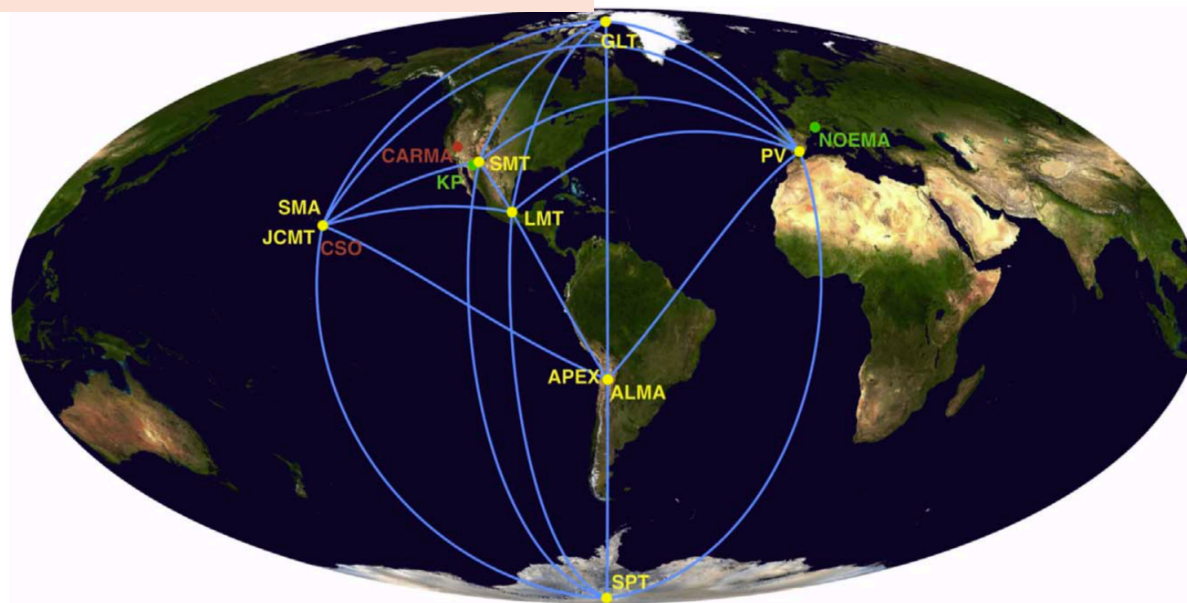 GLT
CARMA
SMT
KP
PV
NOEMA
SMA
LMT
JCMT
CSO
APEX
ALMA
SPT